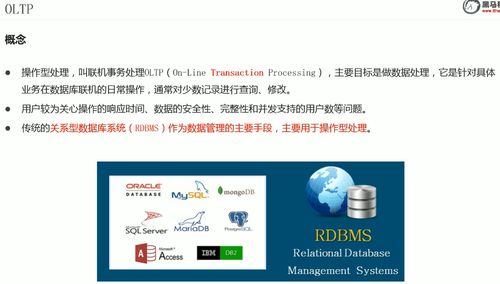 OLTP
黑马程
概念
● 操作型处理，叫联机事务处理OLTP（On-Line Transaction Processing），主要目标是做数据处理，它是针对具体
业务在数据库联机的日常操作，通常对少数记录进行查询、修改。
● 用户较为关心操作的响应时间、数据的安全性、完整性和并发支持的用户数等问题。
● 传统的关系型数据库系统（RDBMS）作为数据管理的主要手段，主要用于操作型处理。
ORACLE
DATABASE
MySQL
mongoDB
SQL Server
MariaDB
PostgreSQL
Microsoft
Access
IBM DB2
RDBMS
Relational Database
Management Systems